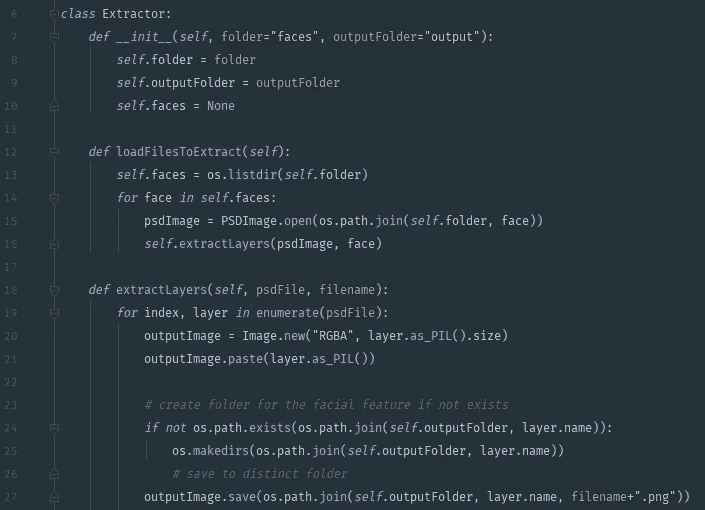 6 class Extractor:
7     def __init__(self, folder="faces", outputFolder="output"):
8         self.folder = folder
9         self.outputFolder = outputFolder
10         self.faces = None
11
12     def loadFilesToExtract(self):
13         self.faces = os.listdir(self.folder)
14         for face in self.faces:
15             psdImage = PSDImage.open(os.path.join(self.folder, face))
16             self.extractLayers(psdImage, face)
17
18     def extractLayers(self, psdFile, filename):
19         for index, layer in enumerate(psdFile):
20             outputImage = Image.new("RGBA", layer.as_PIL().size)
21             outputImage.paste(layer.as_PIL())
22
23             # create folder for the facial feature if not exists
24             if not os.path.exists(os.path.join(self.outputFolder, layer.name)):
25                 os.makedirs(os.path.join(self.outputFolder, layer.name))
26                 # save to distinct folder
27             outputImage.save(os.path.join(self.outputFolder, layer.name, filename+".png"))